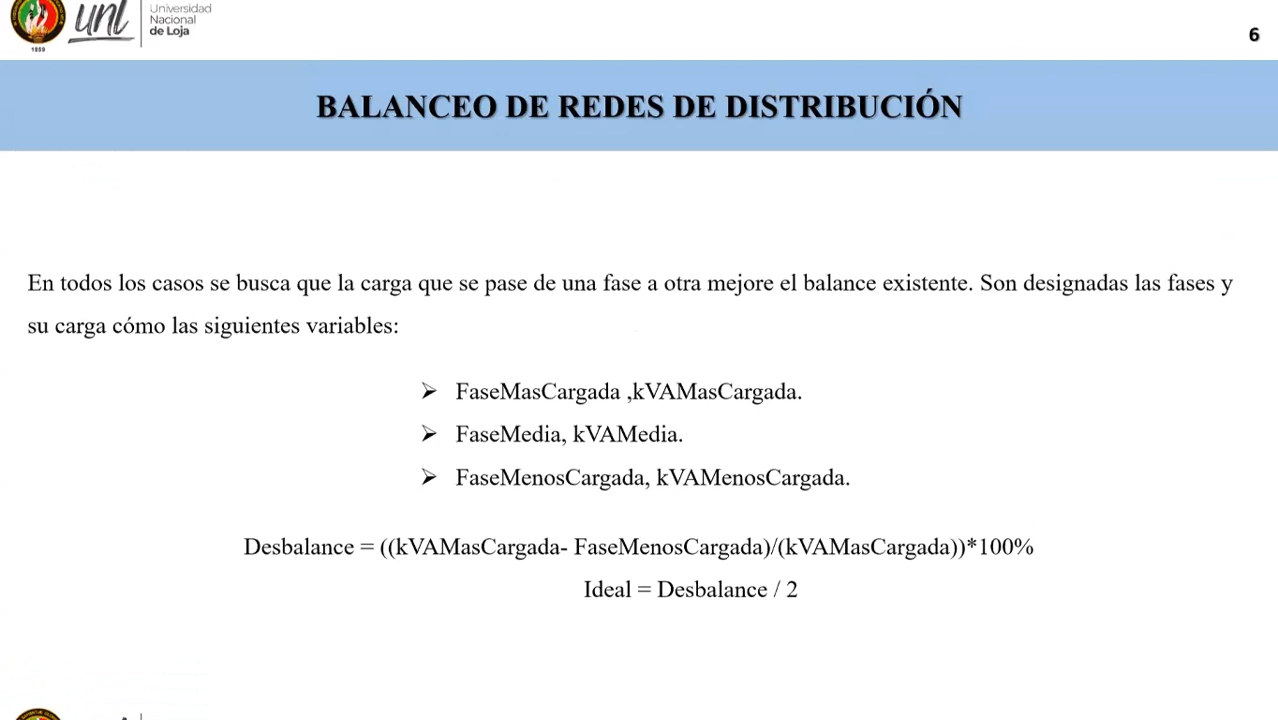 unl
Universidad
Nacional
de Loja
1859
6
BALANCEO DE REDES DE DISTRIBUCIÓN
En todos los casos se busca que la carga que se pase de una fase a otra mejore el balance existente. Son designadas las fases y
su carga cómo las siguientes variables:
➢ FaseMasCargada ,kVAMasCargada.
➢ FaseMedia, kVAMedia.
➢ FaseMenosCargada, kVAMenosCargada.
Desbalance = ((kVAMasCargada- FaseMenosCargada)/(kVAMasCargada))*100%
Ideal = Desbalance / 2